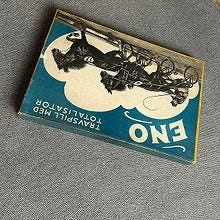 ENO
TRAVSPILL MED
TOTALISATOR